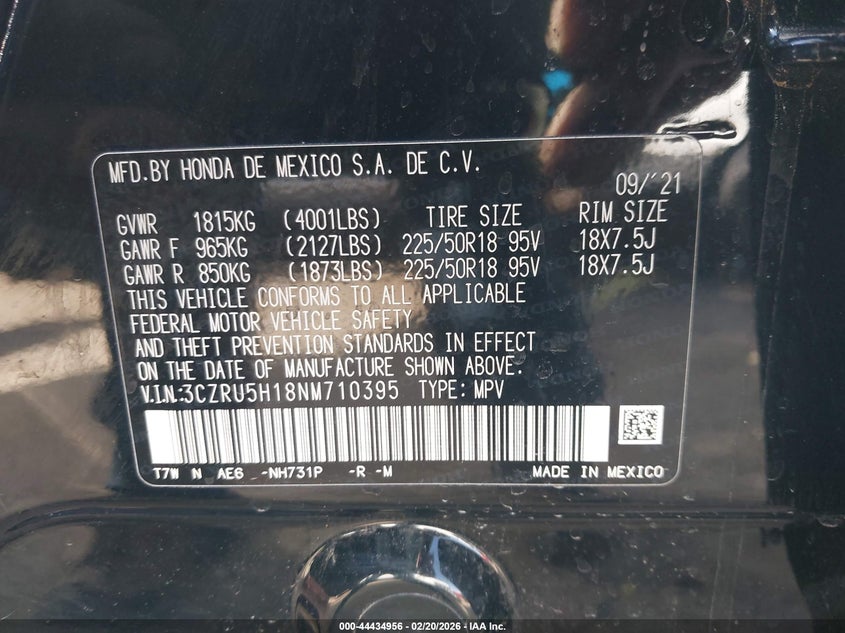 MFD.BY HONDA DE MEXICO S.A. DE C.V.
09/'21
GVWR 1815KG (4001LBS) TIRE SIZE RIM SIZE
GAWR F 965KG (2127LBS) 225/50R18 95V 18X7.5J
GAWR R 850KG (1873LBS) 225/50R18 95V 18X7.5J
THIS VEHICLE CONFORMS TO ALL APPLICABLE
FEDERAL MOTOR VEHICLE SAFETY
AND THEFT PREVENTION STANDARDS IN EFFECT
ON THE DATE OF MANUFACTURE SHOWN ABOVE.
V.I.N.:3CZRU5H18NM710395 TYPE: MPV
T7W N AE6 -NH731P -R -M MADE IN MEXICO
000-44434956 - 02/20/2026 - IAA Inc.